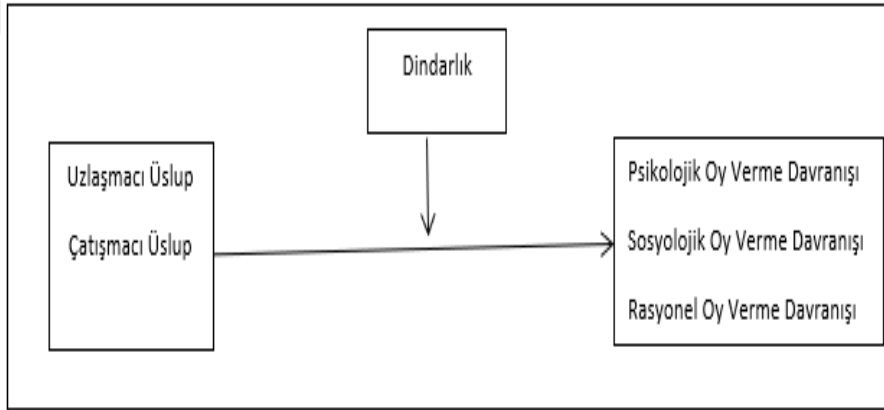 Dindarlık
Uzlaşmacı Üslup
Çatışmacı Üslup
Psikolojik Oy Verme Davranışı
Sosyolojik Oy Verme Davranışı
Rasyonel Oy Verme Davranışı